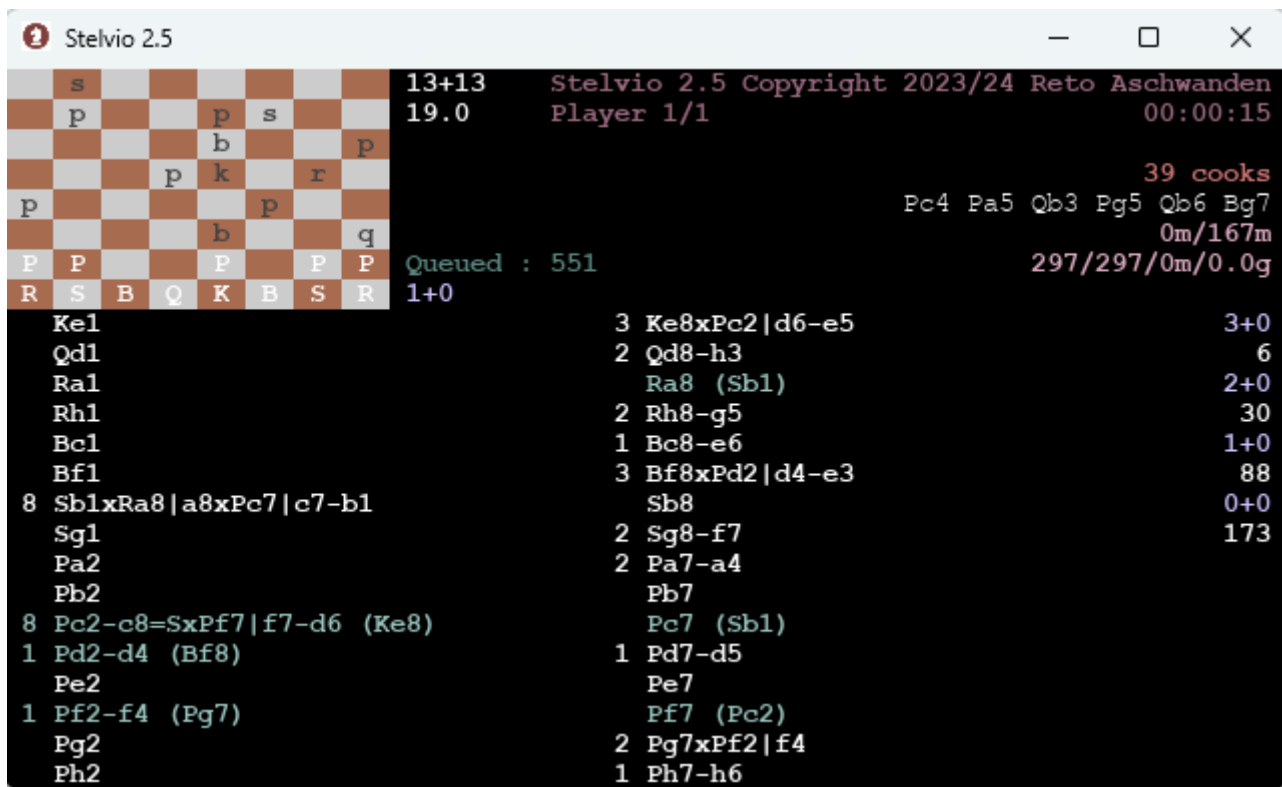 Stelvio 2.5
s 13+13 Stelvio 2.5 Copyright 2023/24 Reto Aschwanden
p p s 19.0 Player 1/1 00:00:15
b p
p k r 39 cooks
p p Pc4 Pa5 Qb3 Pg5 Qb6 Bg7
b q 0m/167m
P P P P P Queued : 551 297/297/0m/0.0g
R S B Q K B S R 1+0
Ke1 3 Ke8xPc2|d6-e5 3+0
Qd1 2 Qd8-h3 6
Ra1 Ra8 (Sb1) 2+0
Rh1 2 Rh8-g5 30
Bc1 1 Bc8-e6 1+0
Bf1 3 Bf8xPd2|d4-e3 88
8 Sb1xRa8|a8xPc7|c7-b1 Sb8 0+0
Sg1 2 Sg8-f7 173
Pa2 2 Pa7-a4
Pb2 Pb7
8 Pc2-c8=SxPf7|f7-d6 (Ke8) Pc7 (Sb1)
1 Pd2-d4 (Bf8) 1 Pd7-d5
Pe2 Pe7
1 Pf2-f4 (Pg7) Pf7 (Pc2)
Pg2 2 Pg7xPf2|f4
Ph2 1 Ph7-h6